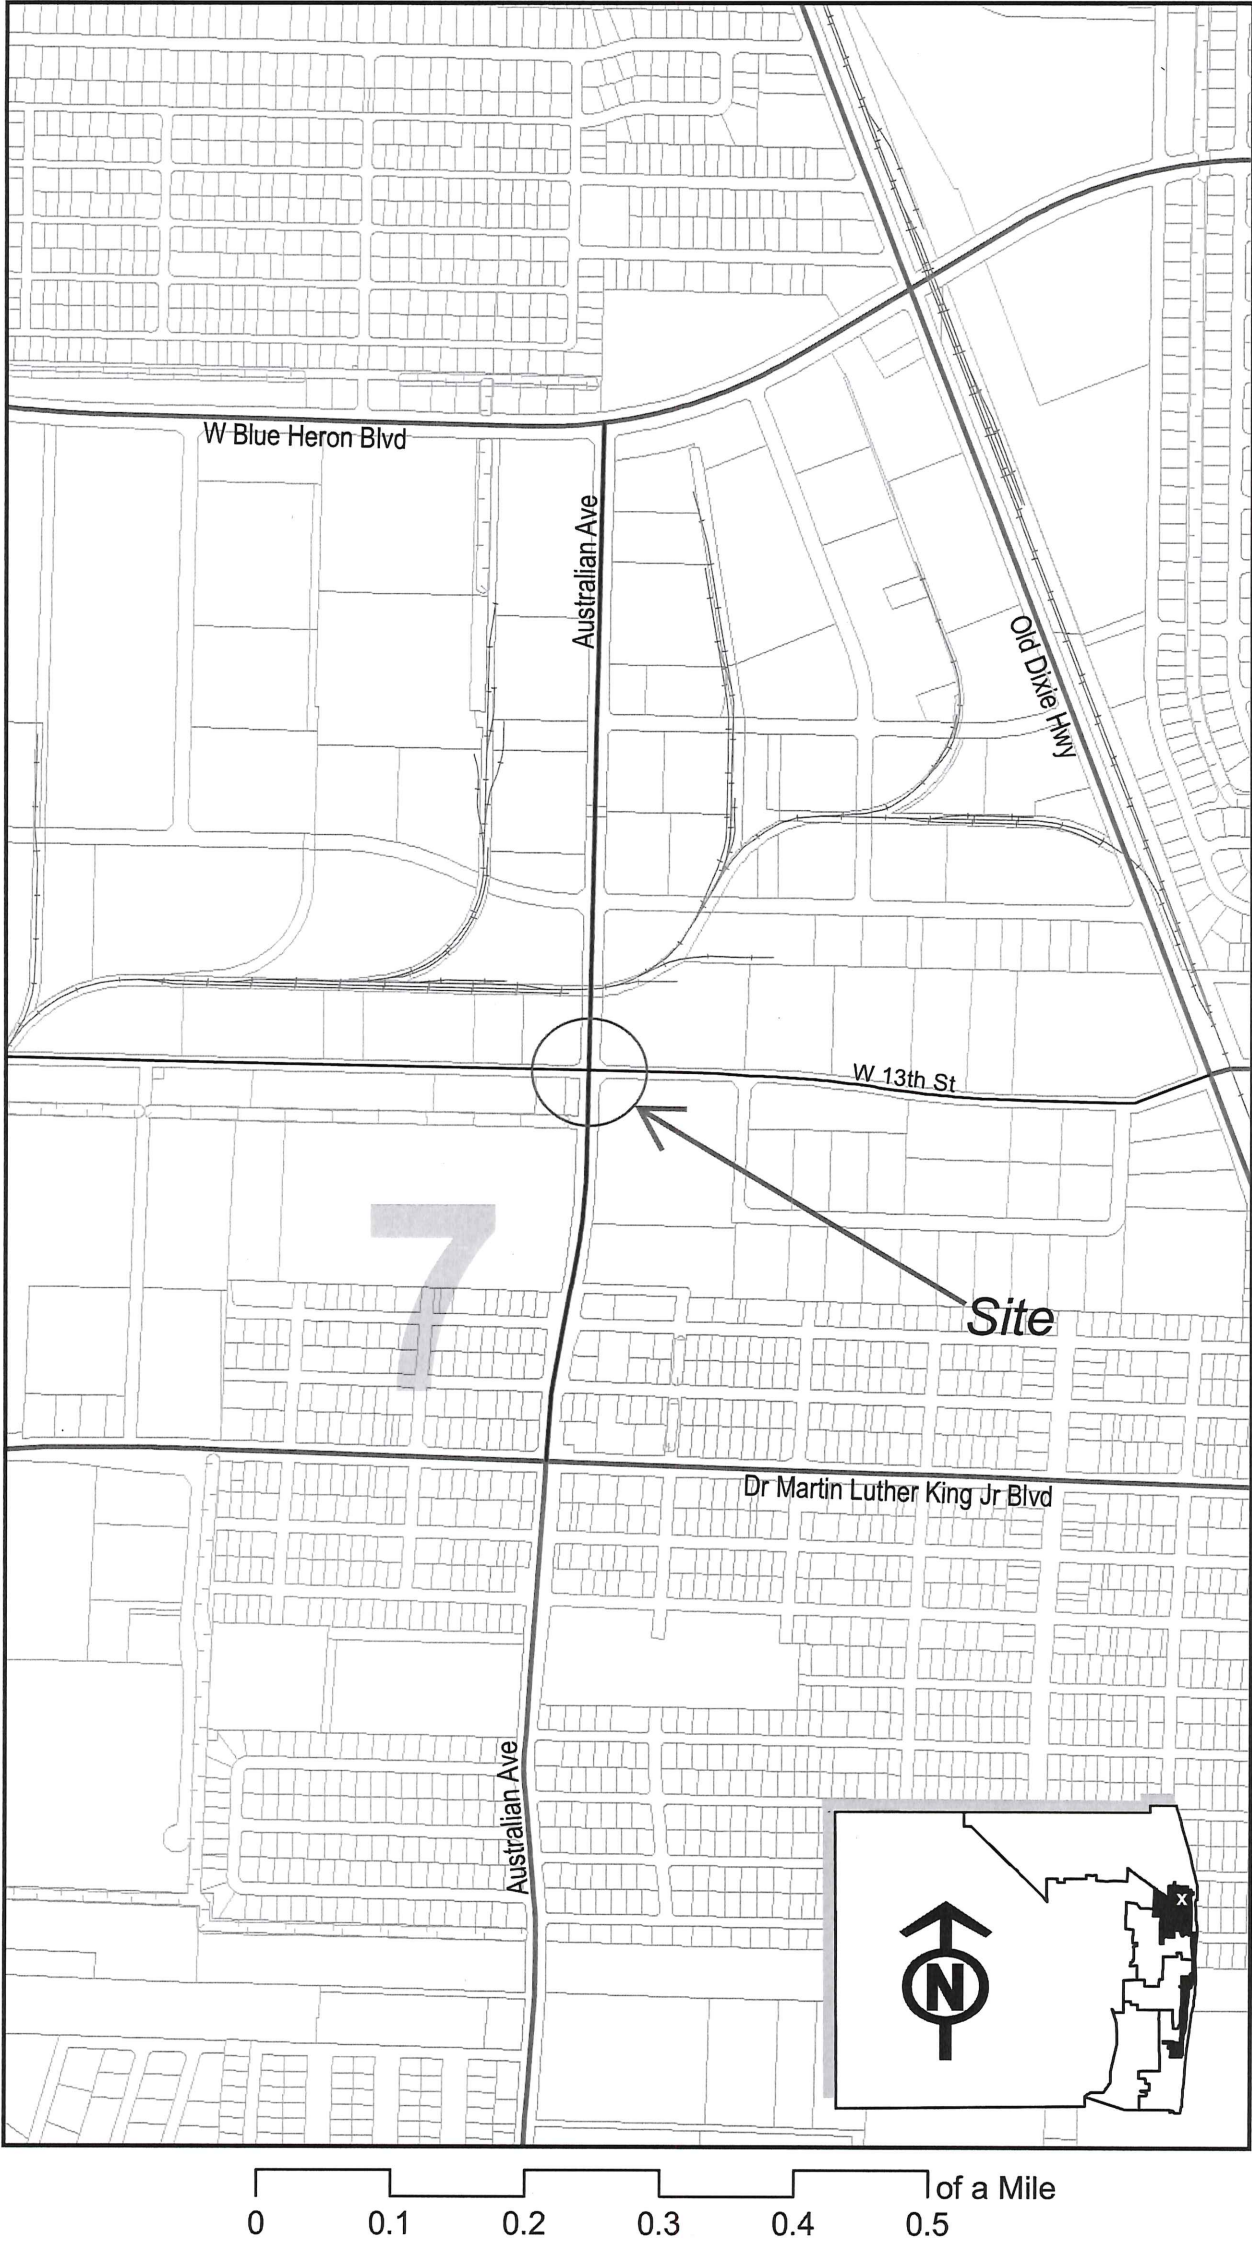 W Blue Heron Blvd
Australian Ave
Old Dixie Hwy
W 13th St
7
Site
Dr Martin Luther King Jr Blvd
Australian Ave
x
N
of a Mile
0 0.1 0.2 0.3 0.4 0.5